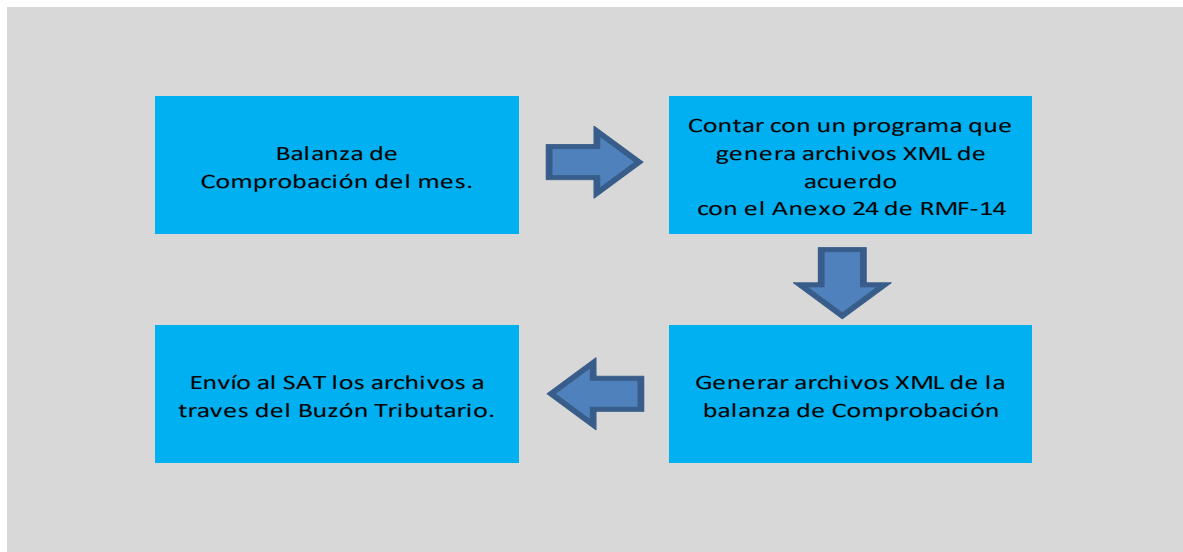 Balanza de
Comprobación del mes.
Contar con un programa que
genera archivos XML de
acuerdo
con el Anexo 24 de RMF-14
Generar archivos XML de la
balanza de Comprobación
Envío al SAT los archivos a
traves del Buzón Tributario.